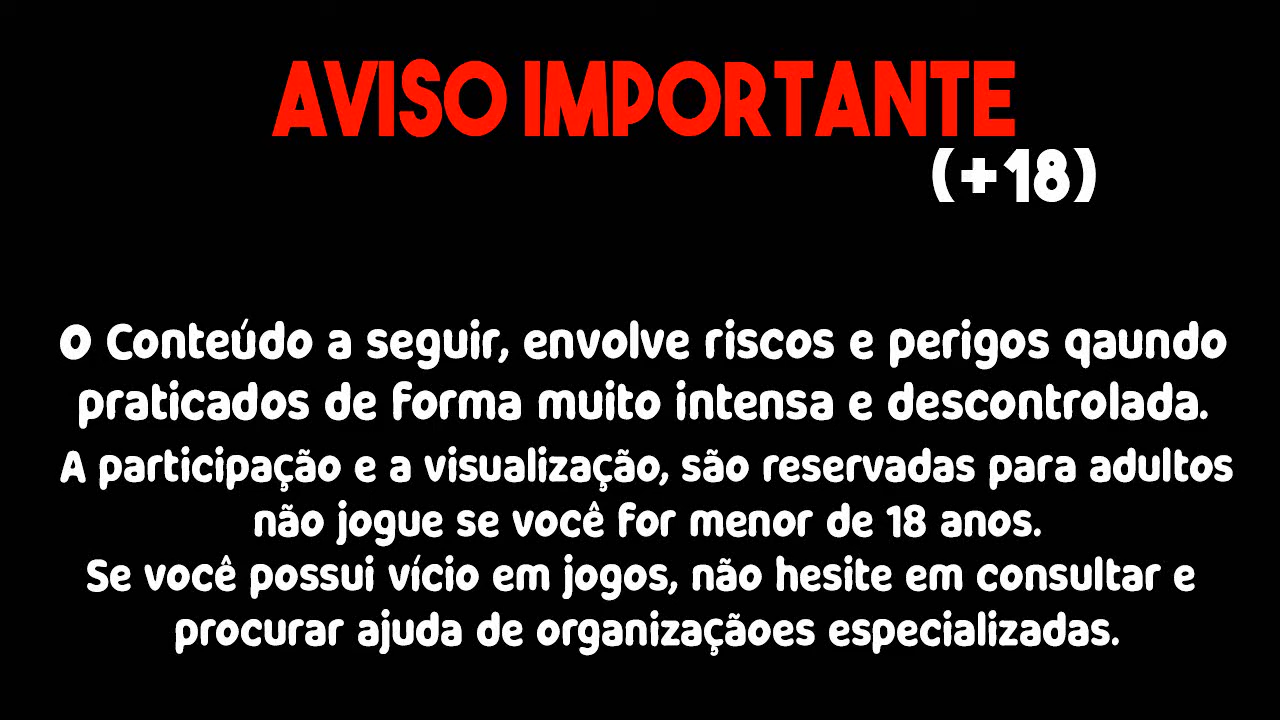 AVISO IMPORTANTE
(+18)
O Conteúdo a seguir, envolve riscos e perigos qaundo
praticados de forma muito intensa e descontrolada.
A participação e a visualização, são reservadas para adultos
não jogue se você for menor de 18 anos.
Se você possui vício em jogos, não hesite em consultar e
procurar ajuda de organizaçãoes especializadas.